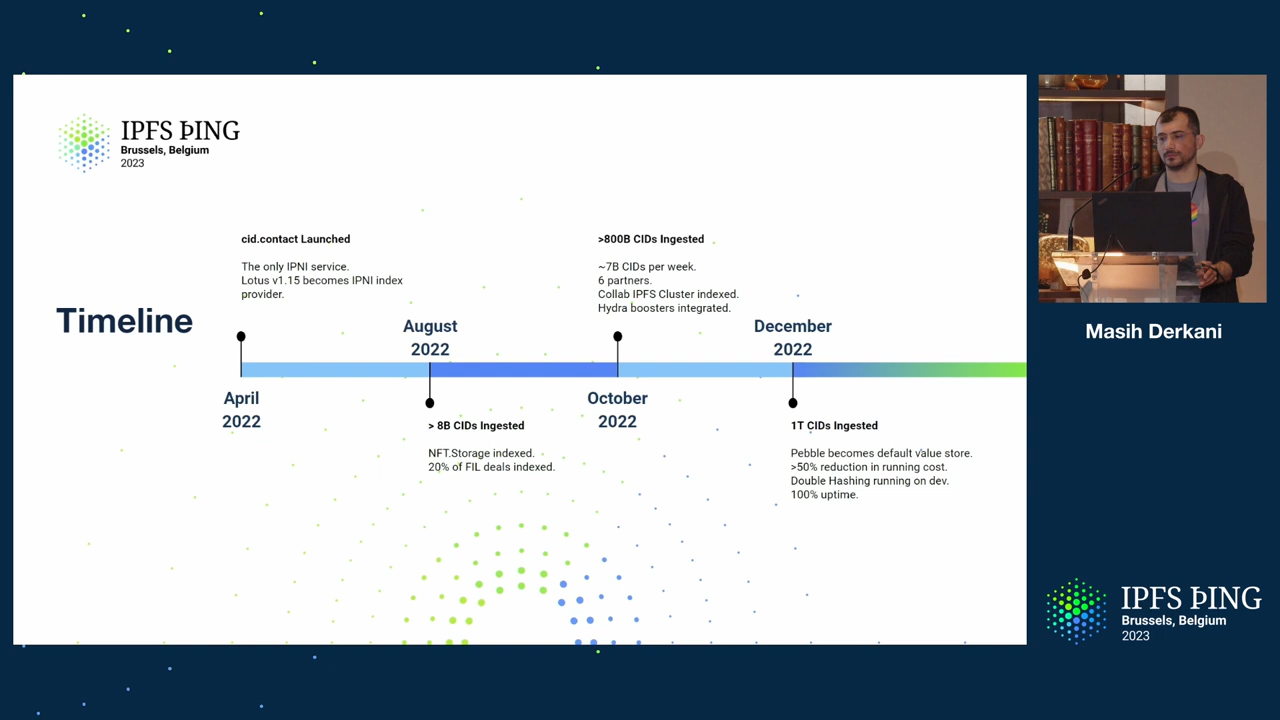 IPFS ÞING
Brussels, Belgium
2023
Timeline
cid.contact Launched
The only IPNI service.
Lotus v1.15 becomes IPNI index
provider.
April
2022
August
2022
> 8B CIDs Ingested
NFT.Storage indexed.
20% of FIL deals indexed.
>800B CIDs Ingested
~7B CIDs per week.
6 partners.
Collab IPFS Cluster indexed.
Hydra boosters integrated.
October
2022
December
2022
1T CIDs Ingested
Pebble becomes default value store.
>50% reduction in running cost.
Double Hashing running on dev.
100% uptime.
Masih Derkani
IPFS ÞING
Brussels, Belgium
2023